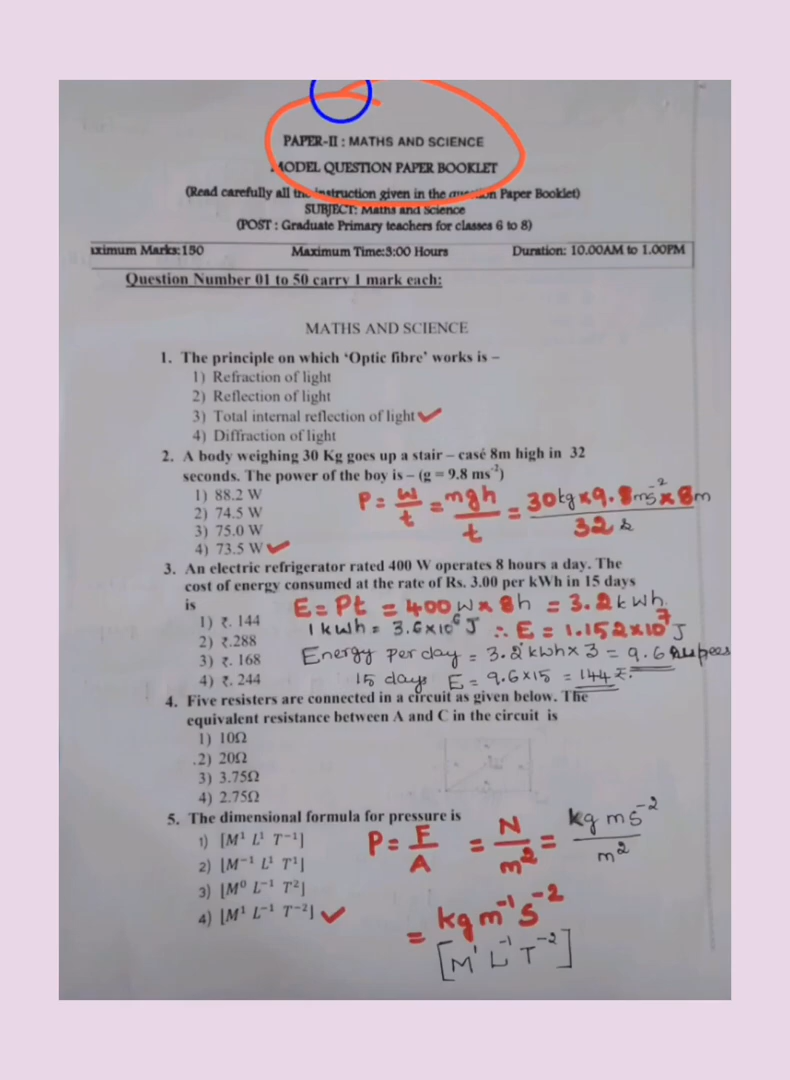 PAPER-II : MATHS AND SCIENCE
MODEL QUESTION PAPER BOOKLET
(Read carefully all the instruction given in the question Paper Booklet)
SUBJECT: Maths and Science
(POST : Graduate Primary teachers for classes 6 to 8)
ximum Marks:150 Maximum Time:3:00 Hours Duration: 10.00AM to 1.00PM
Question Number 01 to 50 carry 1 mark each:
MATHS AND SCIENCE
1. The principle on which ‘Optic fibre’ works is –
1) Refraction of light
2) Reflection of light
3) Total internal reflection of light ✓
4) Diffraction of light
2. A body weighing 30 Kg goes up a stair – casé 8m high in 32
seconds. The power of the boy is – (g = 9.8 ms⁻²)
1) 88.2 W
2) 74.5 W
3) 75.0 W
4) 73.5 W ✓
P = W/t = mgh/t = 30kg×9.8ms⁻²×8m / 32 s
3. An electric refrigerator rated 400 W operates 8 hours a day. The
cost of energy consumed at the rate of Rs. 3.00 per kWh in 15 days
is
E = Pt = 400W×8h = 3.2kWh.
1) ₹. 144
1kWh = 3.6×10⁶J ∴ E = 1.152×10⁷J
2) ₹.288
3) ₹. 168
Energy per day = 3.2 kWh×3 = 9.6 Rupees
4) ₹. 244
15 days E = 9.6×15 = 144₹.
4. Five resisters are connected in a circuit as given below. The
equivalent resistance between A and C in the circuit is
1) 10Ω
.2) 20Ω
3) 3.75Ω
4) 2.75Ω
5. The dimensional formula for pressure is
1) [M¹ L¹ T⁻¹]
2) [M⁻¹ L¹ T¹]
3) [M⁰ L⁻¹ T²]
4) [M¹ L⁻¹ T⁻²] ✓
P = F/A = N/m² = kg ms⁻²/m²
= kg m⁻¹s⁻²
[M¹ L⁻¹ T⁻²]